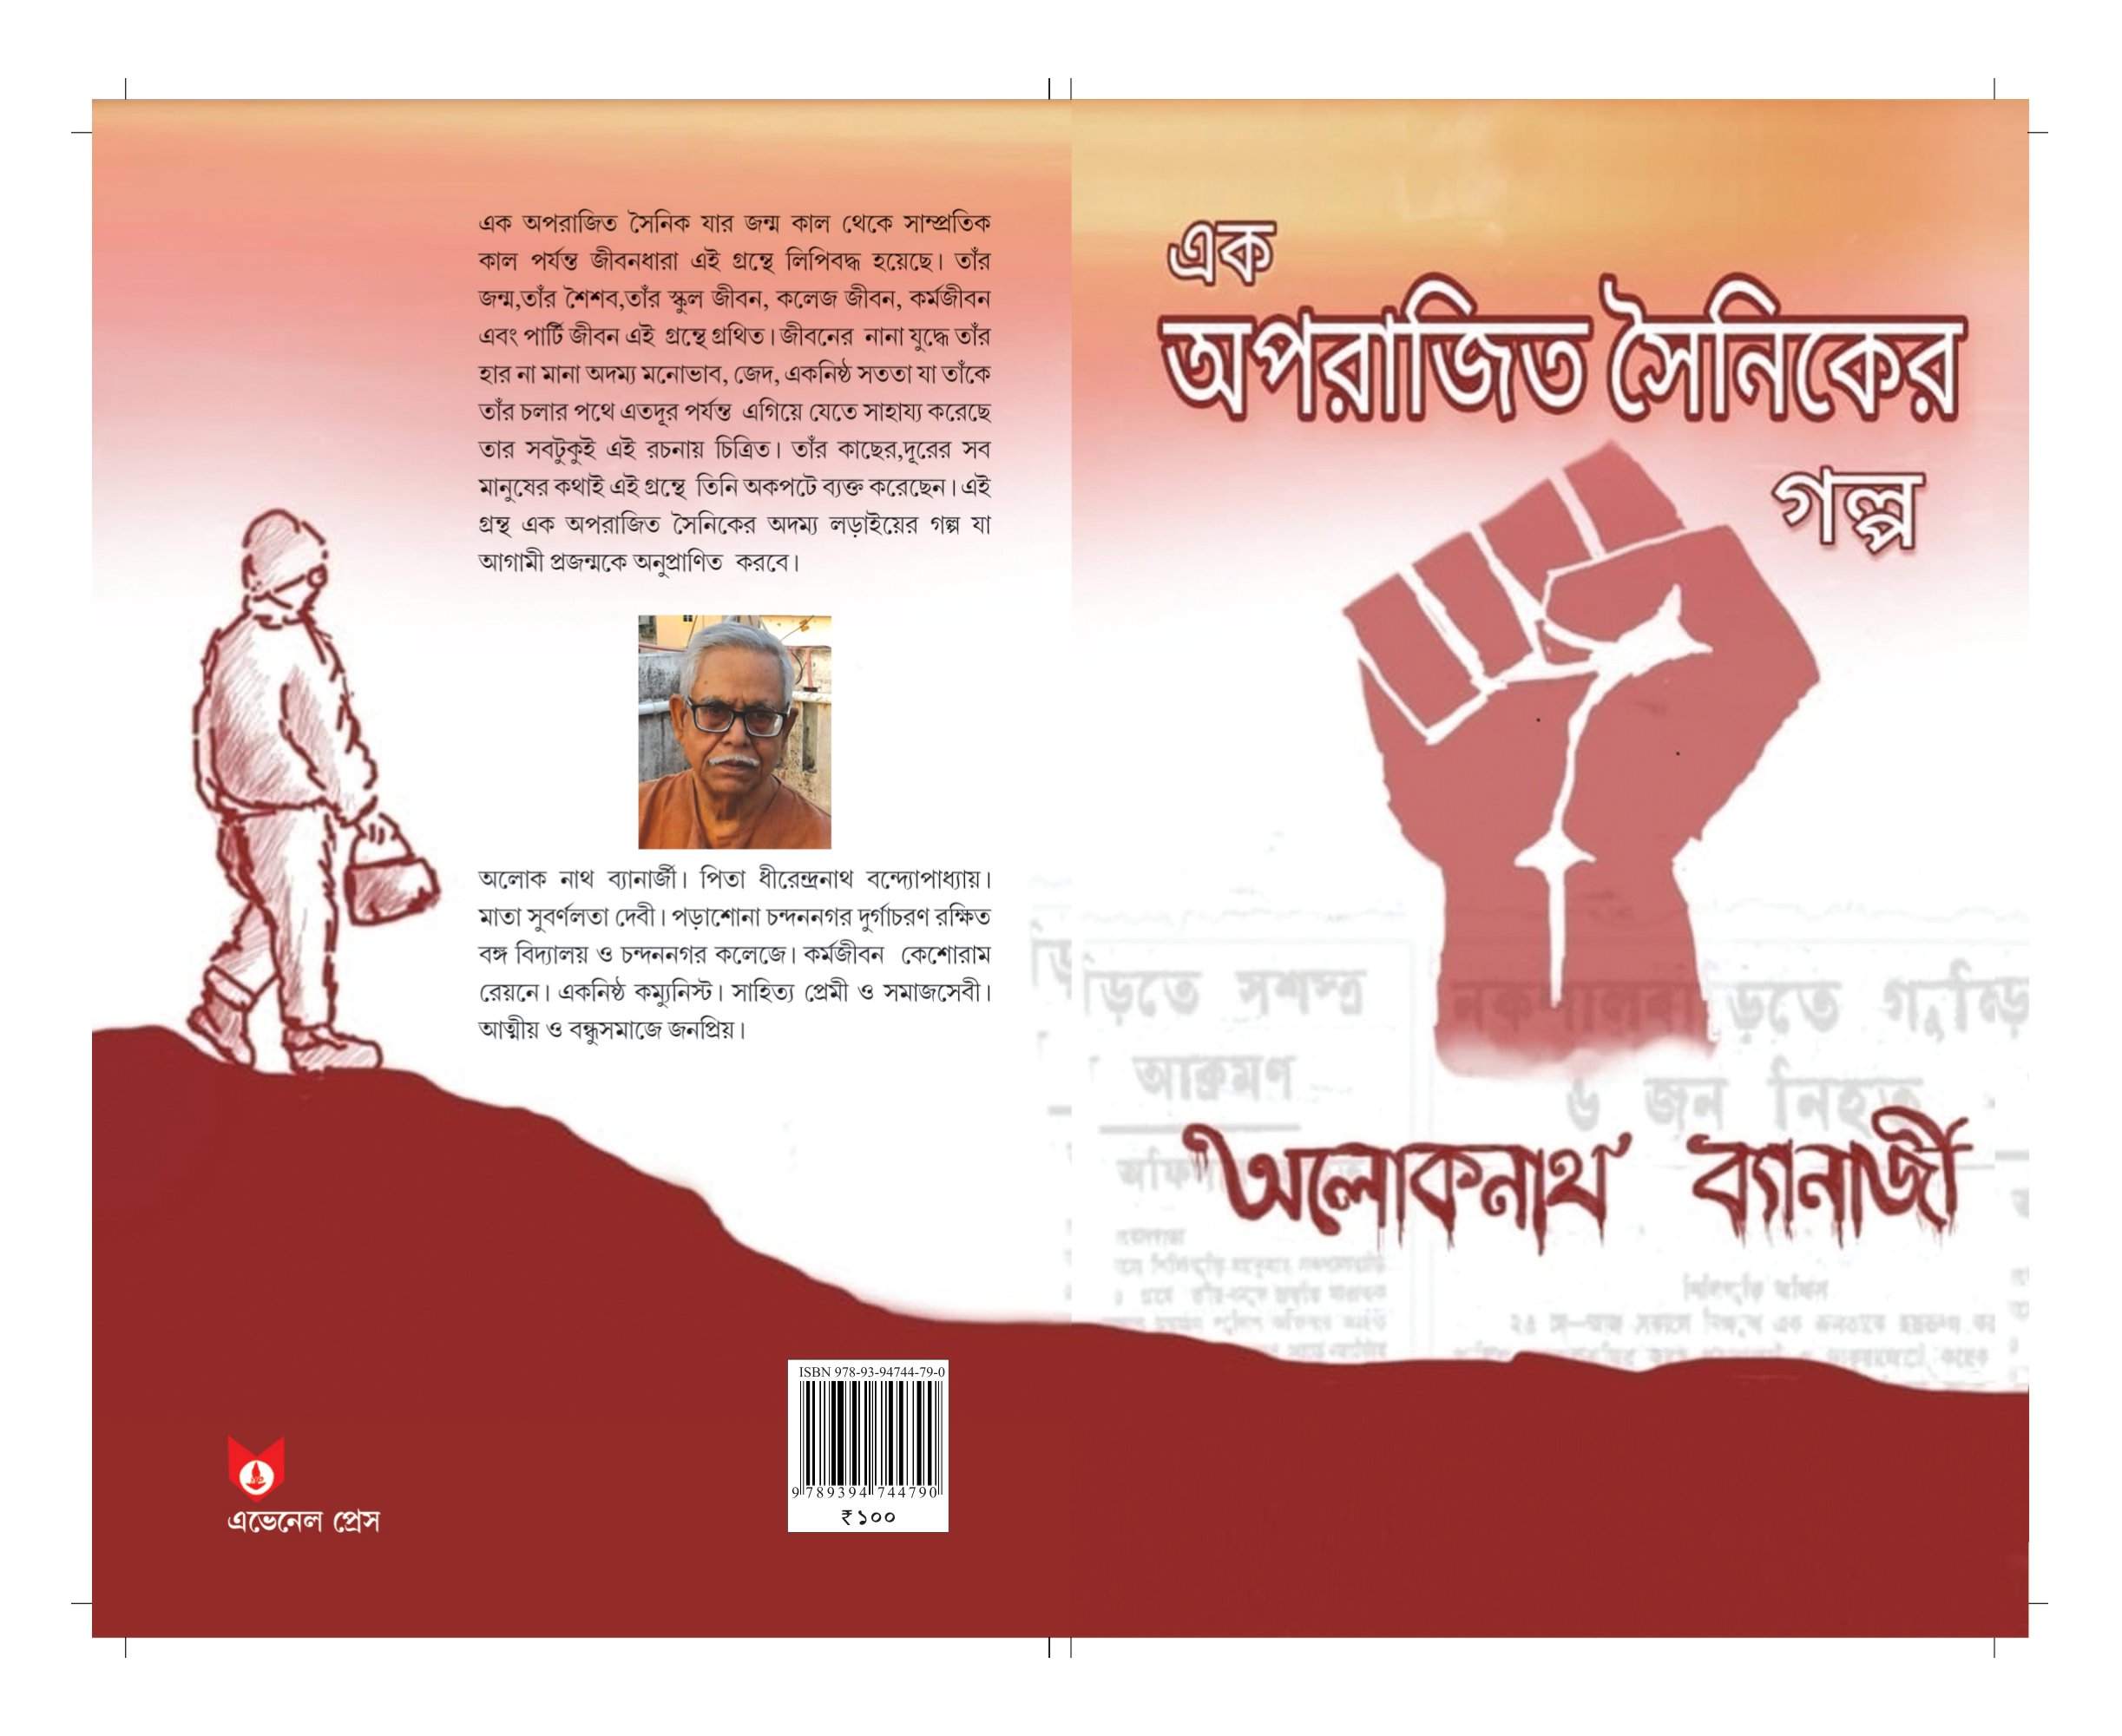 এক অপরাজিত সৈনিক যার জন্ম কাল থেকে সাম্প্রতিক
কাল পর্যন্ত জীবনধারা এই গ্রন্থে লিপিবদ্ধ হয়েছে। তাঁর
জন্ম,তাঁর শৈশব,তাঁর স্কুল জীবন, কলেজ জীবন, কর্মজীবন
এবং পার্টি জীবন এই গ্রন্থে গ্রথিত। জীবনের নানা যুদ্ধে তাঁর
হার না মানা অদম্য মনোভাব, জেদ, একনিষ্ঠ সততা যা তাঁকে
তাঁর চলার পথে এতদূর পর্যন্ত এগিয়ে যেতে সাহায্য করেছে
তার সবটুকুই এই রচনায় চিত্রিত। তাঁর কাছের,দূরের সব
মানুষের কথাই এই গ্রন্থে তিনি অকপটে ব্যক্ত করেছেন। এই
গ্রন্থ এক অপরাজিত সৈনিকের অদম্য লড়াইয়ের গল্প যা
আগামী প্রজন্মকে অনুপ্রাণিত করবে।
অলোক নাথ ব্যানার্জী। পিতা ধীরেন্দ্রনাথ বন্দ্যোপাধ্যায়।
মাতা সুবর্ণলতা দেবী। পড়াশোনা চন্দননগর দুর্গাচরণ রক্ষিত
বঙ্গ বিদ্যালয় ও চন্দননগর কলেজে। কর্মজীবন কেশোরাম
রেয়নে। একনিষ্ঠ কম্যুনিস্ট। সাহিত্য প্রেমী ও সমাজসেবী।
আত্মীয় ও বন্ধুসমাজে জনপ্রিয়।
ISBN 978-93-94744-79-0
9 789394 744790
₹ ১০০
এভেনেল প্রেস
এক
অপরাজিত সৈনিকের
গল্প
ড়িতে সশস্ত্র
আক্রমণ
নকশালবাড়িতে
৬ জন নিহত
অলোকনাথ ব্যানার্জী